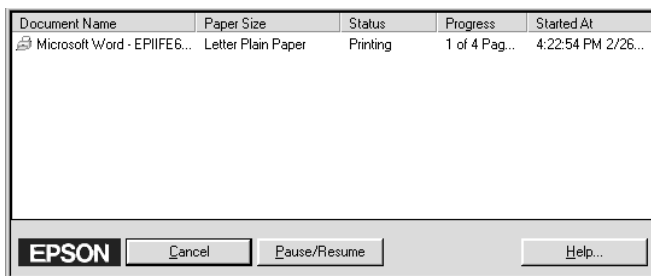 Document Name Paper Size Status Progress Started At
Microsoft Word - EPIIFE6... Letter Plain Paper Printing 1 of 4 Pag... 4:22:54 PM 2/26...
EPSON Cancel Pause/Resume Help...